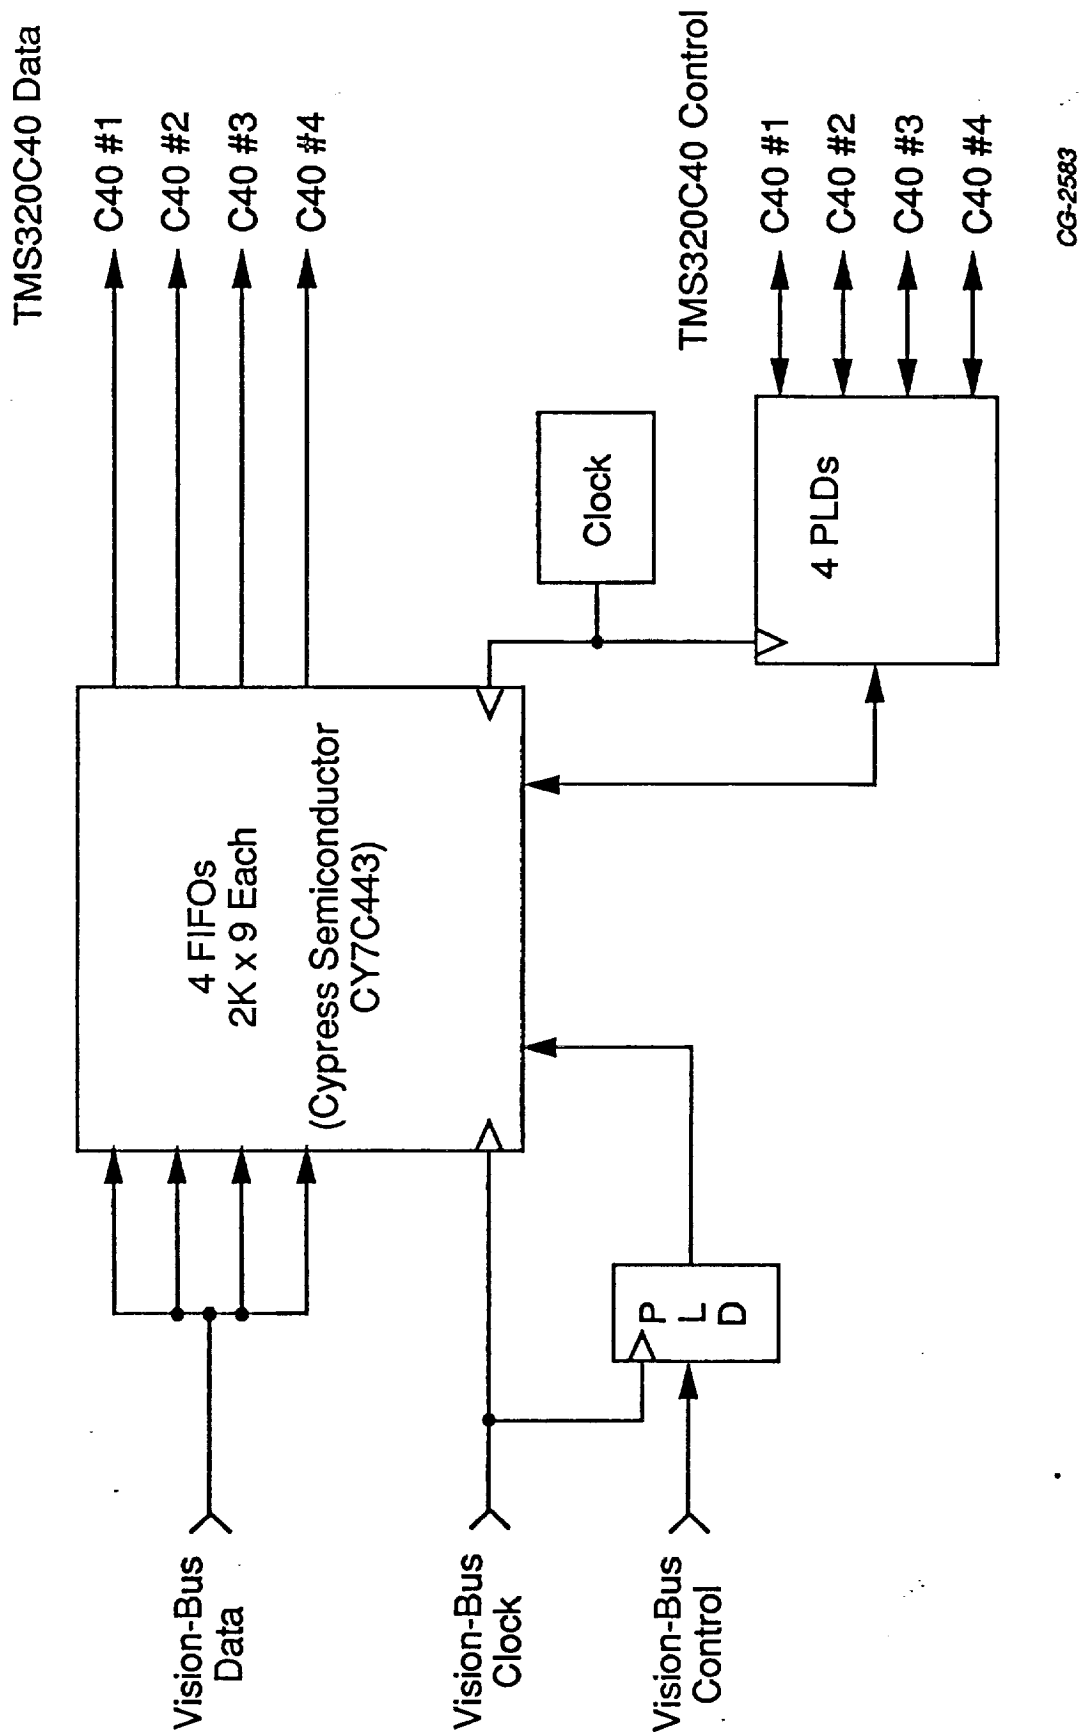 TMS320C40 Data
C40 #1
C40 #2
C40 #3
C40 #4
Vision-Bus
Data
4 FIFOs
2K x 9 Each
(Cypress Semiconductor
CY7C443)
Vision-Bus
Clock
Clock
Vision-Bus
Control
P
L
D
4 PLDs
TMS320C40 Control
C40 #1
C40 #2
C40 #3
C40 #4
CG-2583